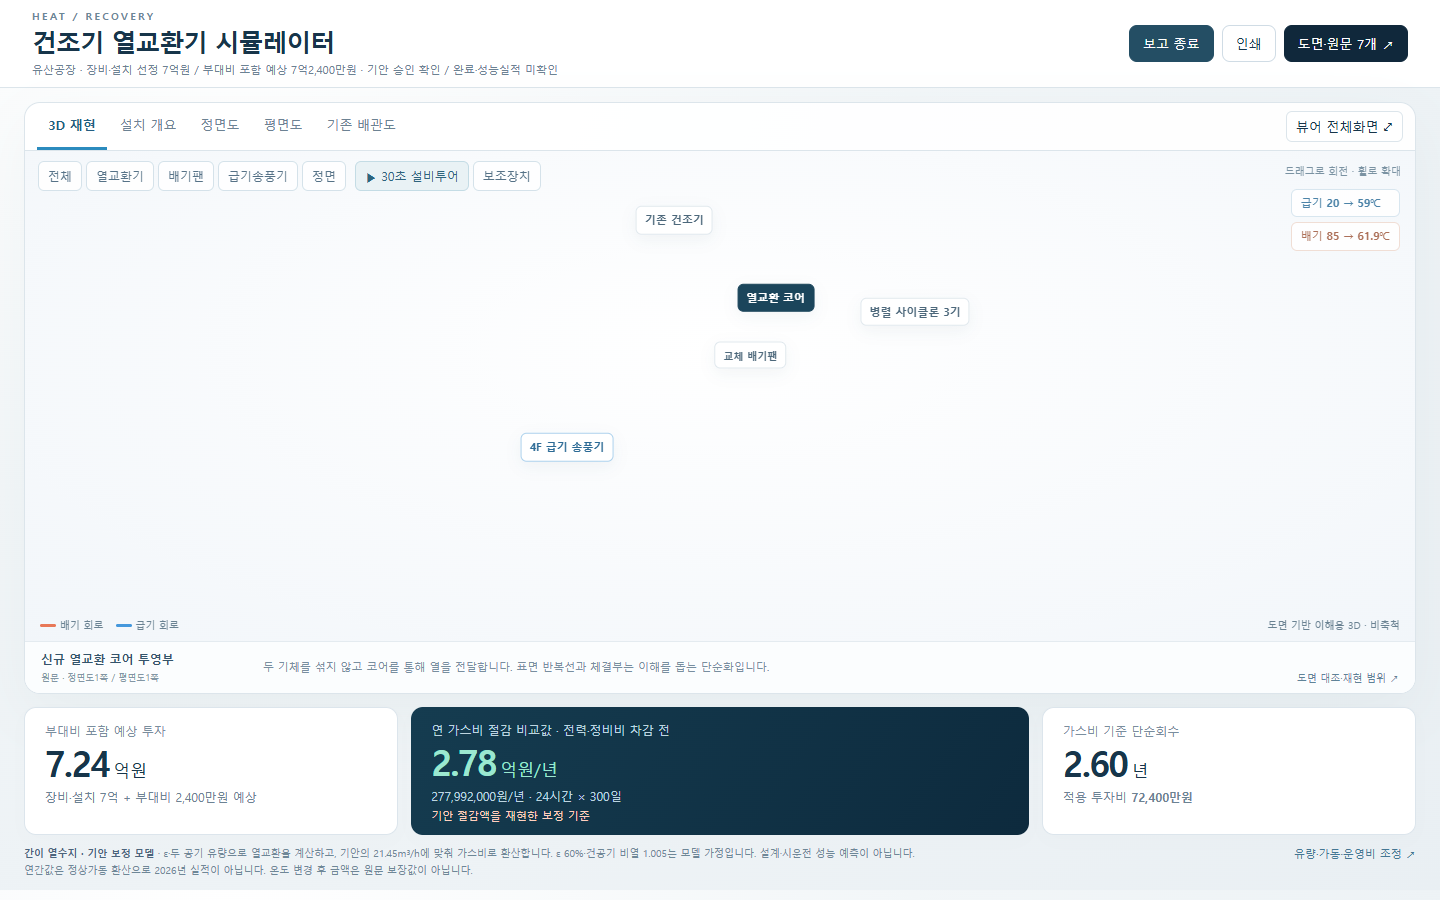 HEAT / RECOVERY
건조기 열교환기 시뮬레이터
유산공장 · 장비·설치 선정 7억원 / 부대비 포함 예상 7억2,400만원 · 기안 승인 확인 / 완료·성능실적 미확인
보고 종료
인쇄
도면·원문 7개 ↗
3D 재현
설치 개요
정면도
평면도
기존 배관도
뷰어 전체화면 ⤢
전체
열교환기
배기팬
급기송풍기
정면
▶ 30초 설비투어
보조장치
드래그로 회전 · 휠로 확대
급기 20 → 59℃
배기 85 → 61.9℃
기존 건조기
열교환 코어
병렬 사이클론 3기
교체 배기팬
4F 급기 송풍기
배기 회로
급기 회로
도면 기반 이해용 3D · 비축척
신규 열교환 코어 투영부
원문 · 정면도1쪽 / 평면도1쪽
두 기체를 섞지 않고 코어를 통해 열을 전달합니다. 표면 반복선과 체결부는 이해를 돕는 단순화입니다.
도면 대조·재현 범위 ↗
부대비 포함 예상 투자
7.24 억원
장비·설치 7억 + 부대비 2,400만원 예상
연 가스비 절감 비교값 · 전력·정비비 차감 전
2.78 억원/년
277,992,000원/년 · 24시간 × 300일
기안 절감액을 재현한 보정 기준
가스비 기준 단순회수
2.60 년
적용 투자비 72,400만원
간이 열수지 · 기안 보정 모델 · ε·두 공기 유량으로 열교환을 계산하고, 기안의 21.45m³/h에 맞춰 가스비로 환산합니다. ε 60%·건공기 비열 1.005는 모델 가정입니다. 설계·시운전 성능 예측이 아닙니다.
연간값은 정상가동 환산으로 2026년 실적이 아닙니다. 온도 변경 후 금액은 원문 보장값이 아닙니다.
유량·가동·운영비 조정 ↗